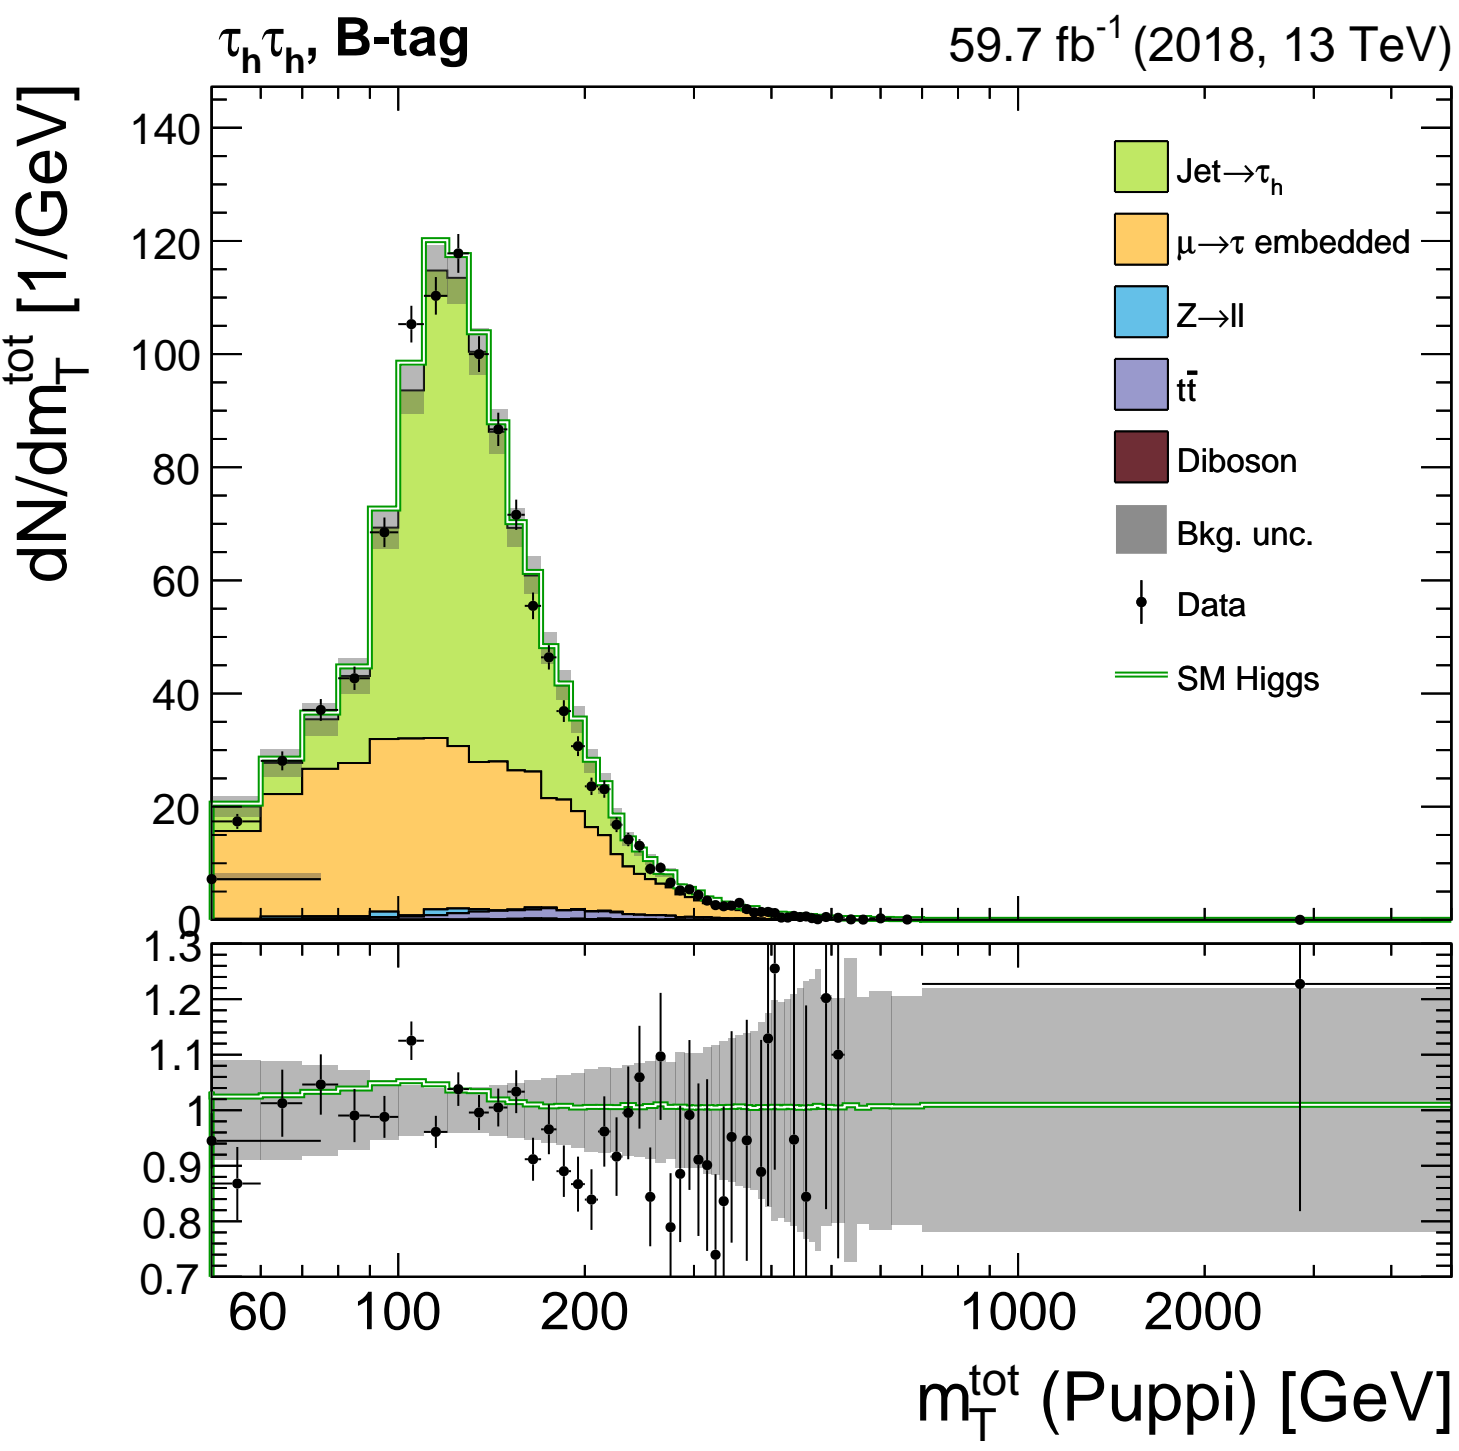 τhτh, B-tag
59.7 fb-1 (2018, 13 TeV)
dN/dmTtot [1/GeV]
140
120
100
80
60
40
20
0
Jet→τh
μ→τ embedded
Z→ll
tt̄
Diboson
Bkg. unc.
Data
SM Higgs
1.3
1.2
1.1
1
0.9
0.8
0.7
60 100 200 1000 2000
mTtot (Puppi) [GeV]